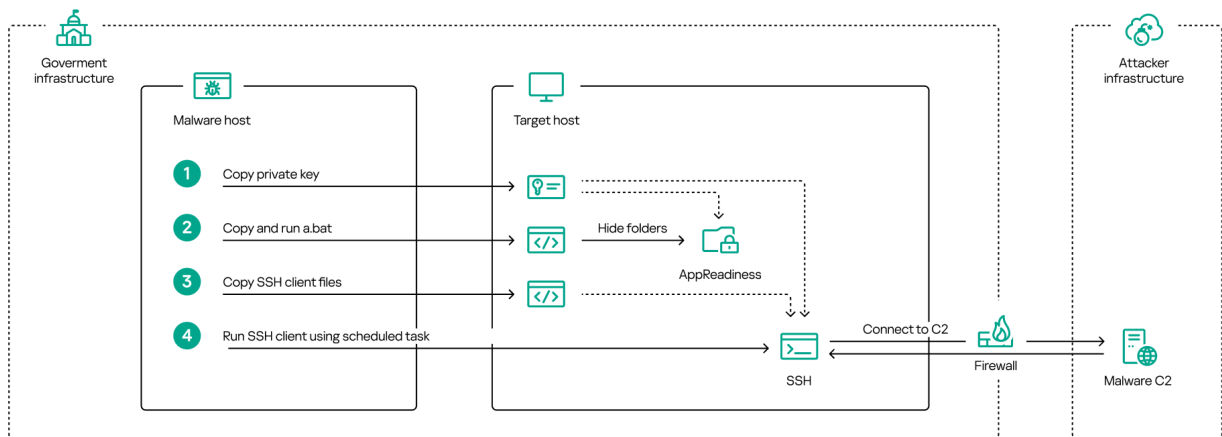 Goverment
infrastructure
Attacker
infrastructure
Malware host
Target host
1 Copy private key
2 Copy and run a.bat
Hide folders
AppReadiness
3 Copy SSH client files
4 Run SSH client using scheduled task
Connect to C2
SSH
Firewall
Malware C2